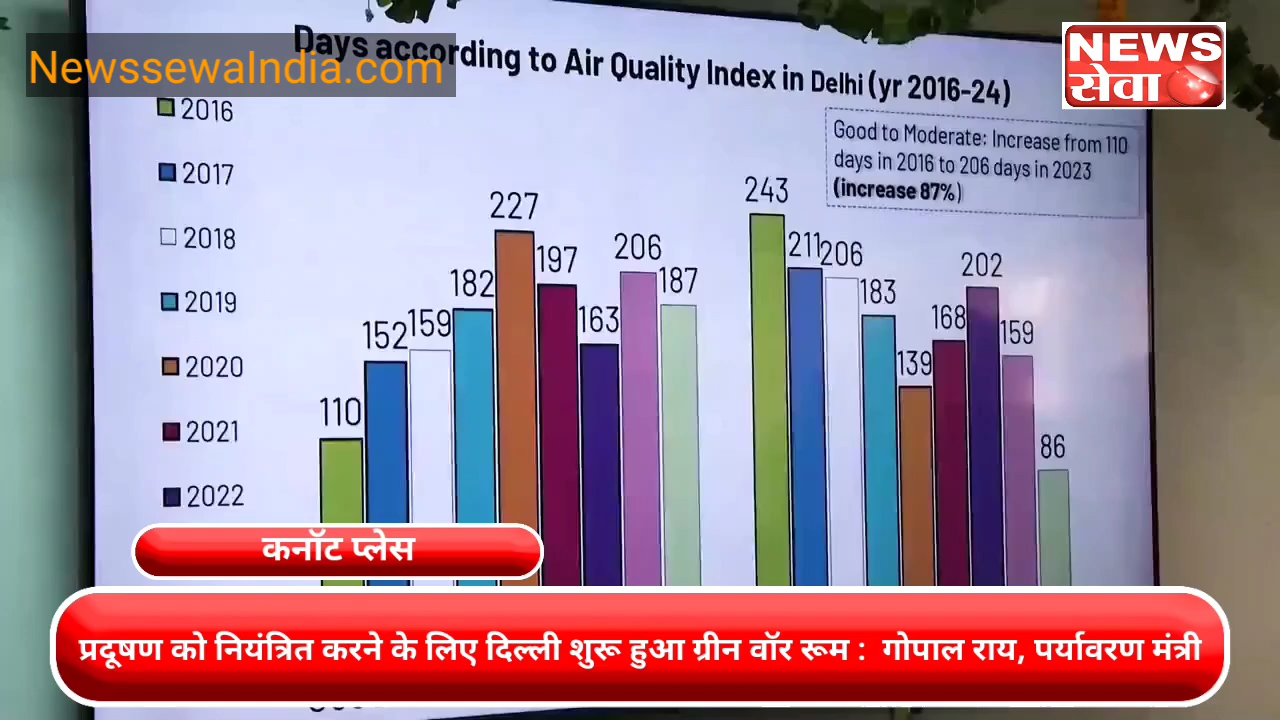 Days according to Air Quality Index in Delhi (yr 2016-24)
NewssewaIndia.com
NEWS
सेवा
2016
2017
2018
2019
2020
2021
2022
Good to Moderate: Increase from 110
days in 2016 to 206 days in 2023
(increase 87%)
110
152
159
182
227
197
163
206
187
243
211
206
183
139
168
202
159
86
कनॉट प्लेस
प्रदूषण को नियंत्रित करने के लिए दिल्ली शुरू हुआ ग्रीन वॉर रूम : गोपाल राय, पर्यावरण मंत्री